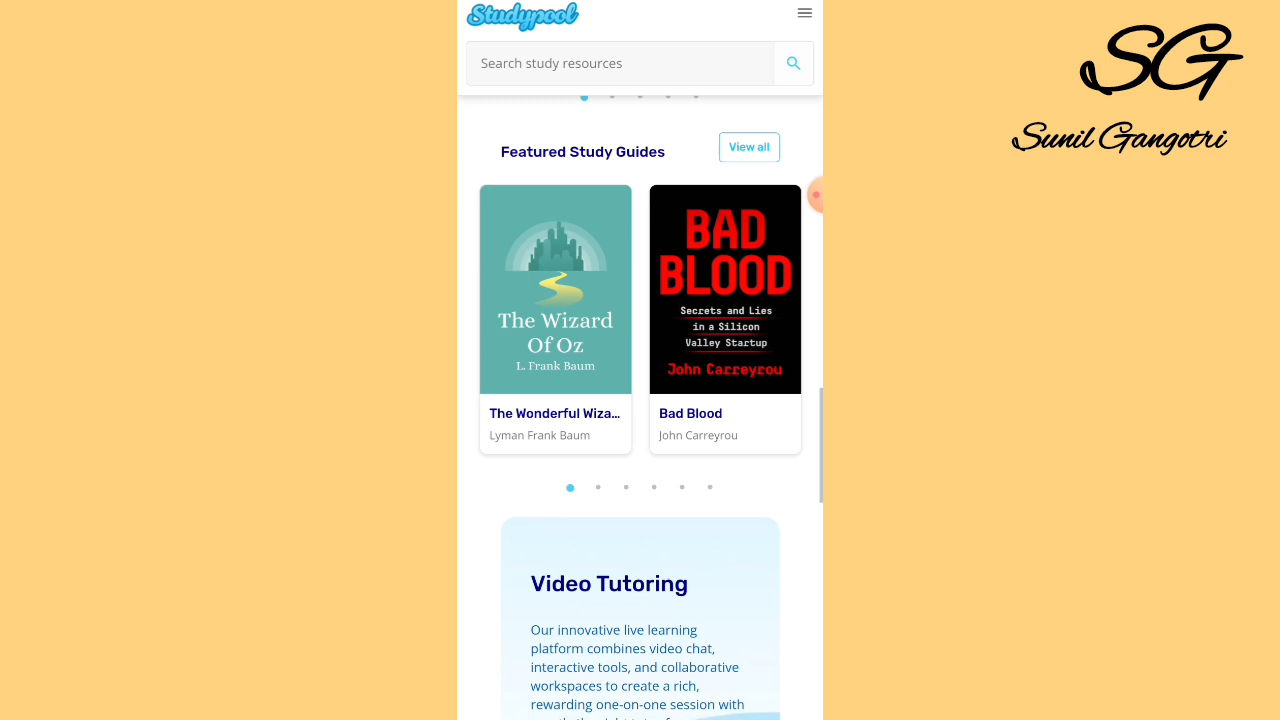 Studypool
SG
Search study resources
Sunil Gangotri
Featured Study Guides
View all
BAD
BLOOD
Secrets and Lies
in a Silicon
Valley Startup
John Carreyrou
The Wizard
Of Oz
L. Frank Baum
The Wonderful Wiza...
Lyman Frank Baum
Bad Blood
John Carreyrou
Video Tutoring
Our innovative live learning
platform combines video chat,
interactive tools, and collaborative
workspaces to create a rich,
rewarding one-on-one session with